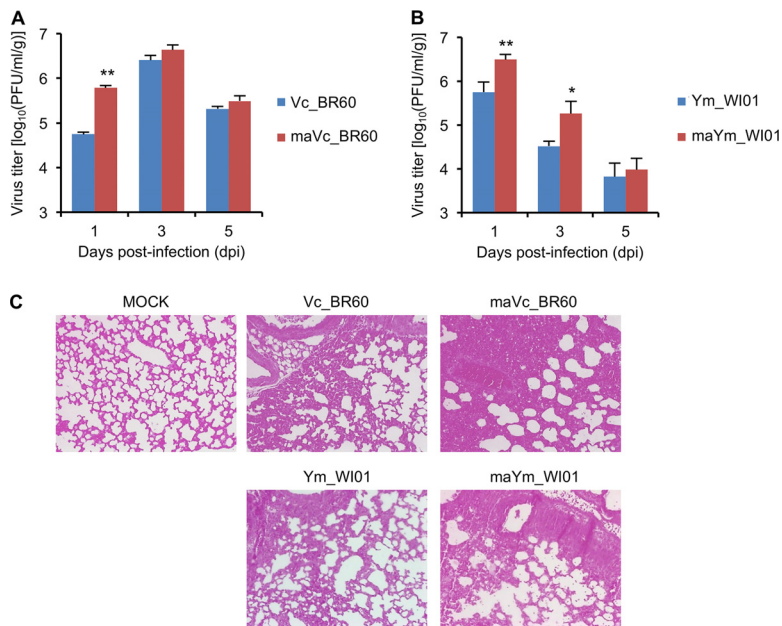 A
Virus titer [log10(PFU/ml/g)]
7
6
5
4
3
**
1
3
5
Days post-infection (dpi)
Vc_BR60
maVc_BR60
B
Virus titer [log10(PFU/ml/g)]
7
6
5
4
3
**
*
1
3
5
Days post-infection (dpi)
Ym_WI01
maYm_WI01
C
MOCK
Vc_BR60
maVc_BR60
Ym_WI01
maYm_WI01